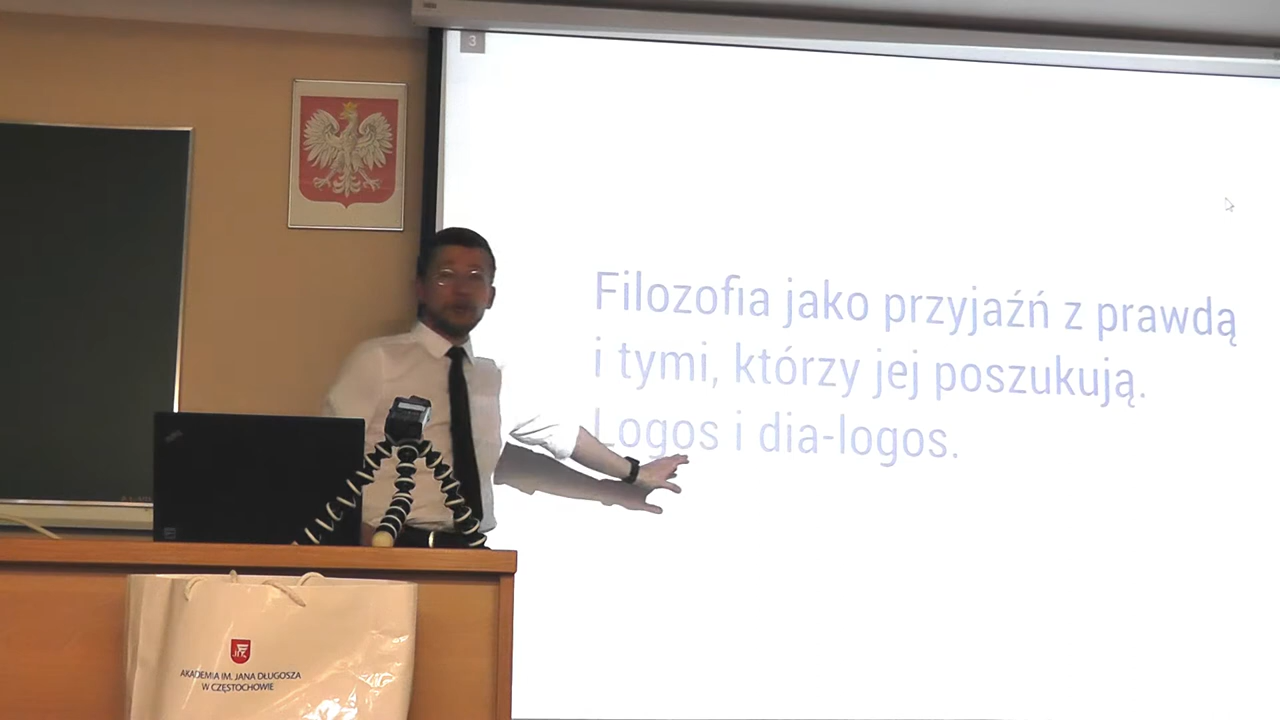 3
Filozofia jako przyjaźń z prawdą
i tymi, którzy jej poszukują.
Logos i dia-logos.
AKADEMIA IM. JANA DŁUGOSZA
W CZĘSTOCHOWIE